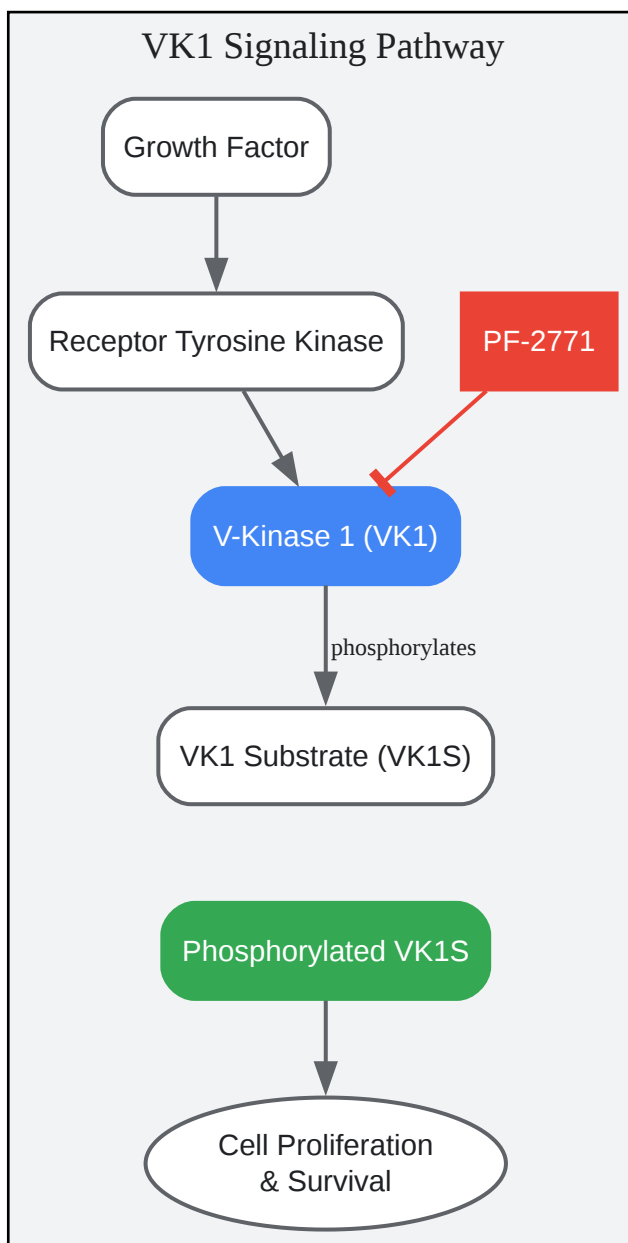 VK1 Signaling Pathway
Growth Factor
Receptor Tyrosine Kinase
PF-2771
V-Kinase 1 (VK1)
phosphorylates
VK1 Substrate (VK1S)
Phosphorylated VK1S
Cell Proliferation
& Survival